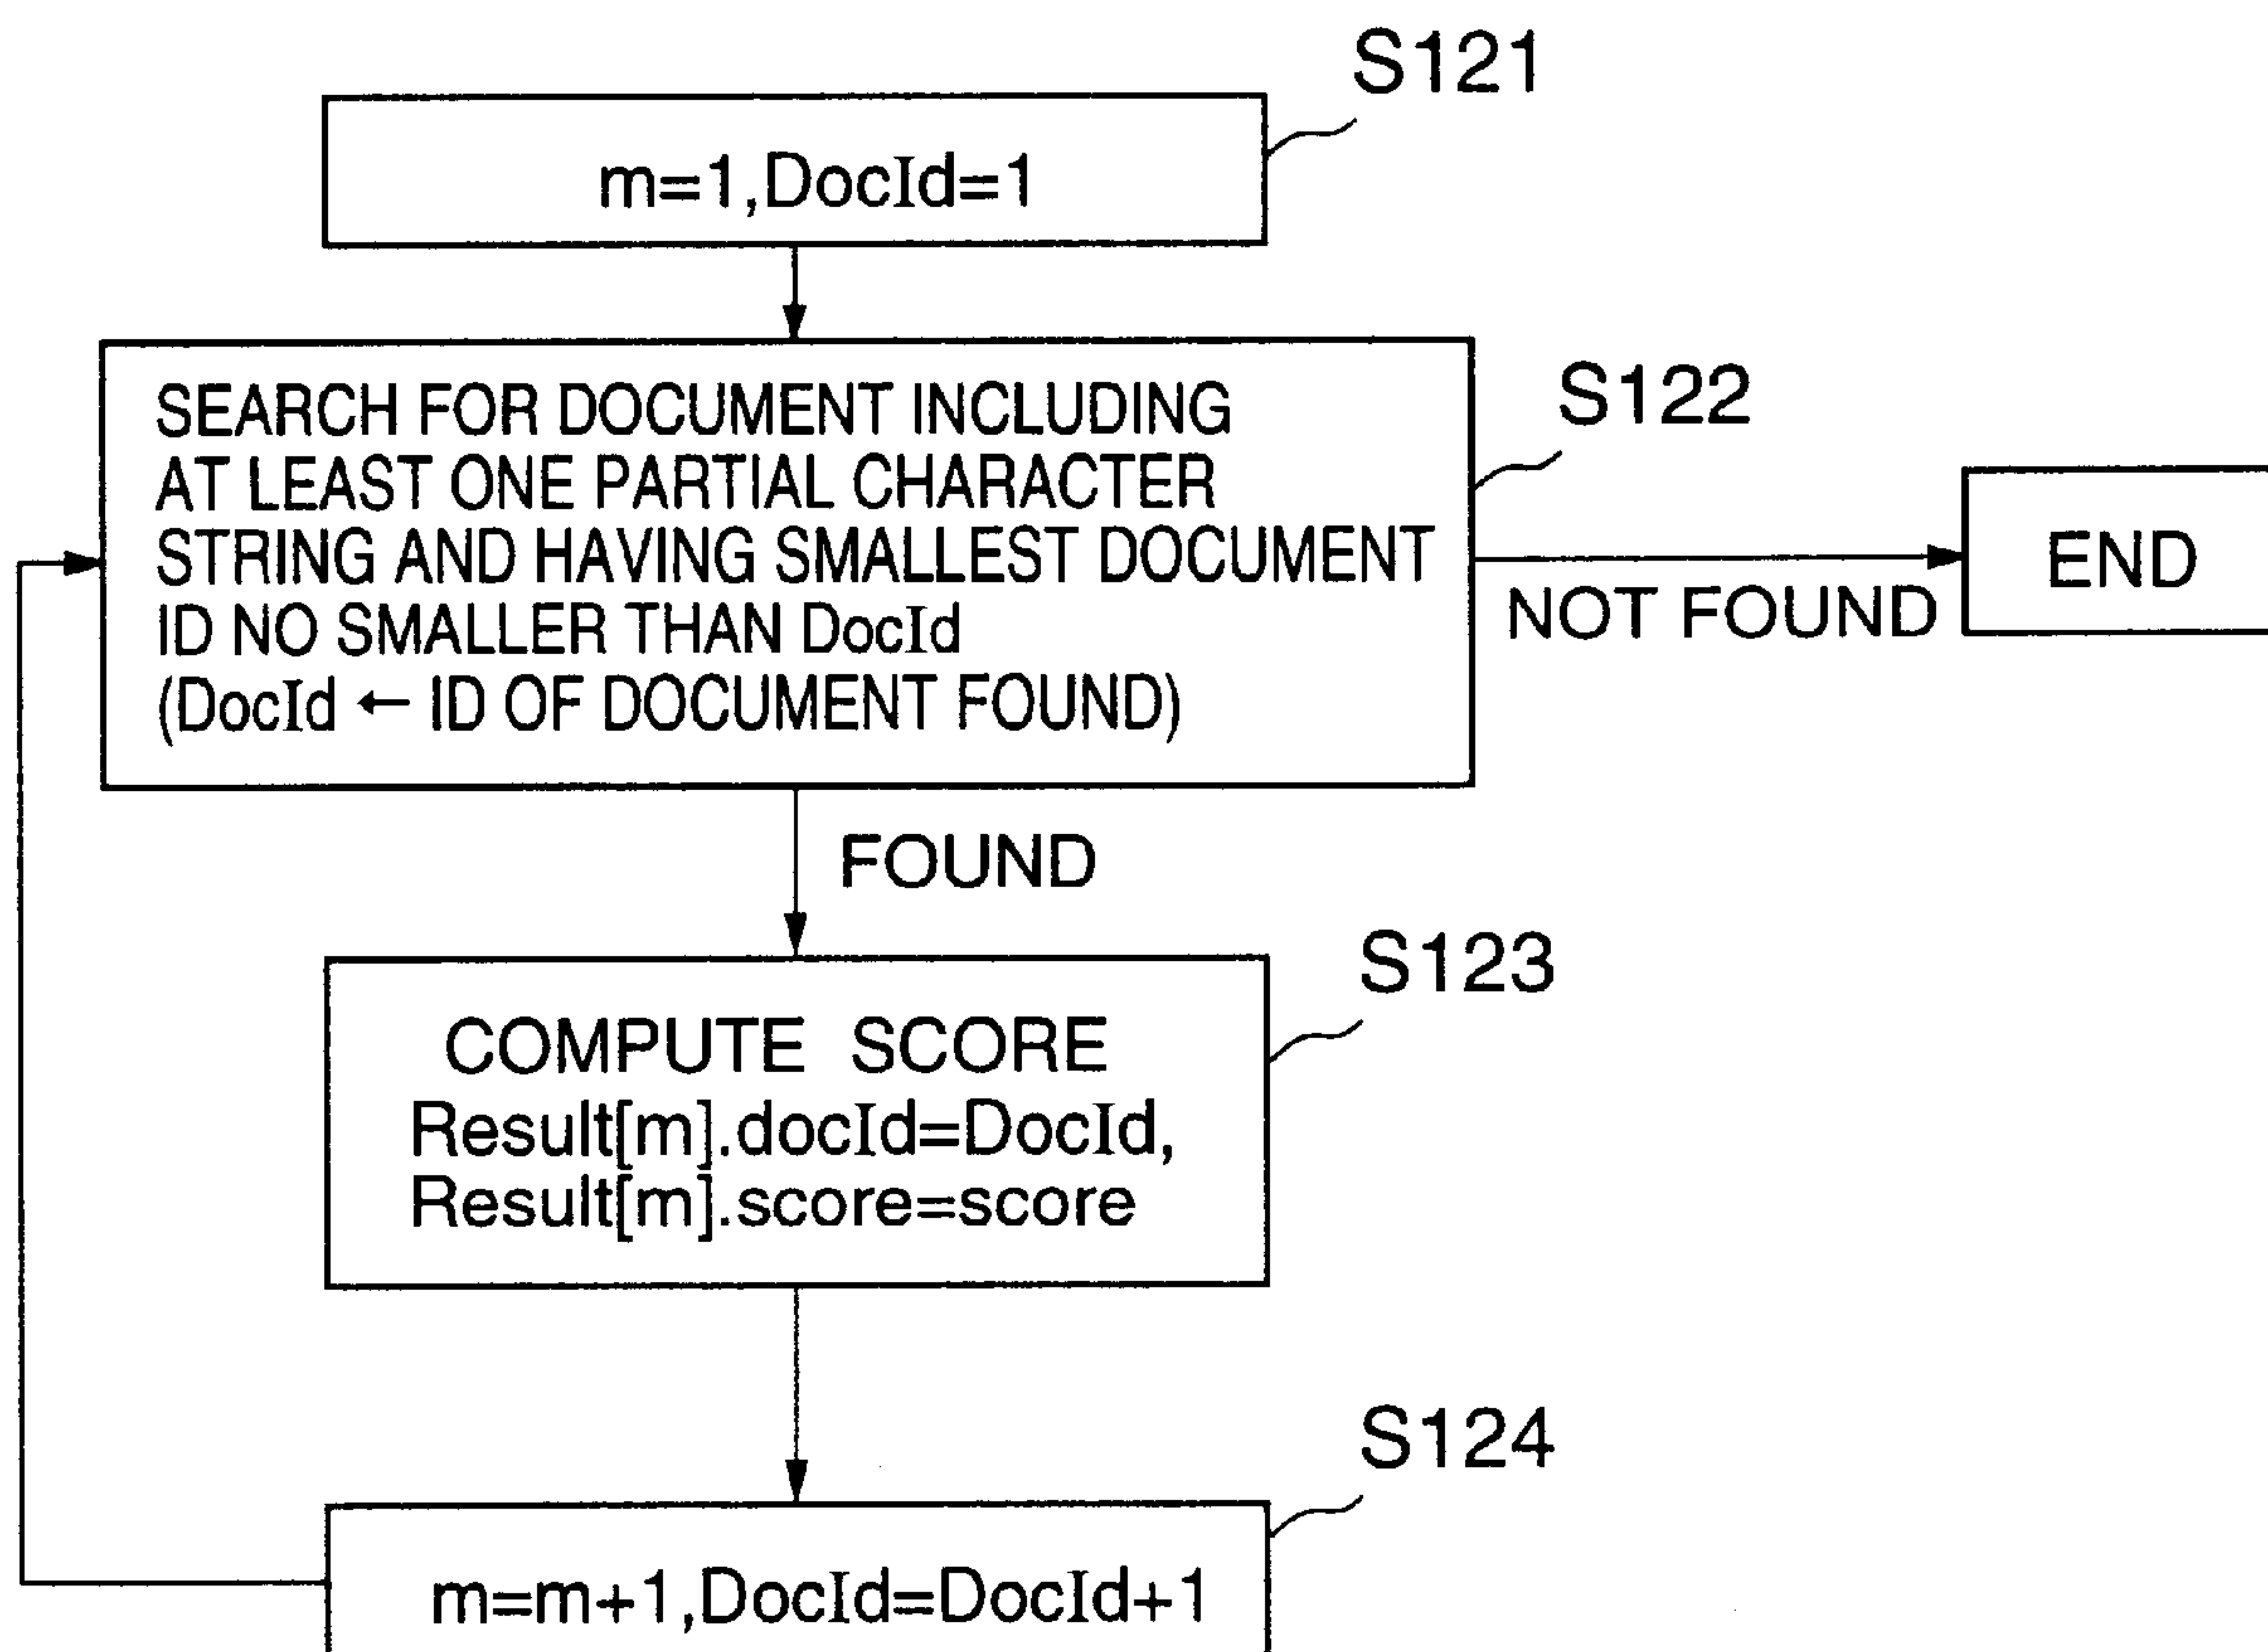 S121
m=1,DocId=1
S122
SEARCH FOR DOCUMENT INCLUDING
AT LEAST ONE PARTIAL CHARACTER
STRING AND HAVING SMALLEST DOCUMENT
ID NO SMALLER THAN DocId
(DocId ← ID OF DOCUMENT FOUND)
NOT FOUND
END
FOUND
S123
COMPUTE SCORE
Result[m].docId=DocId,
Result[m].score=score
S124
m=m+1,DocId=DocId+1